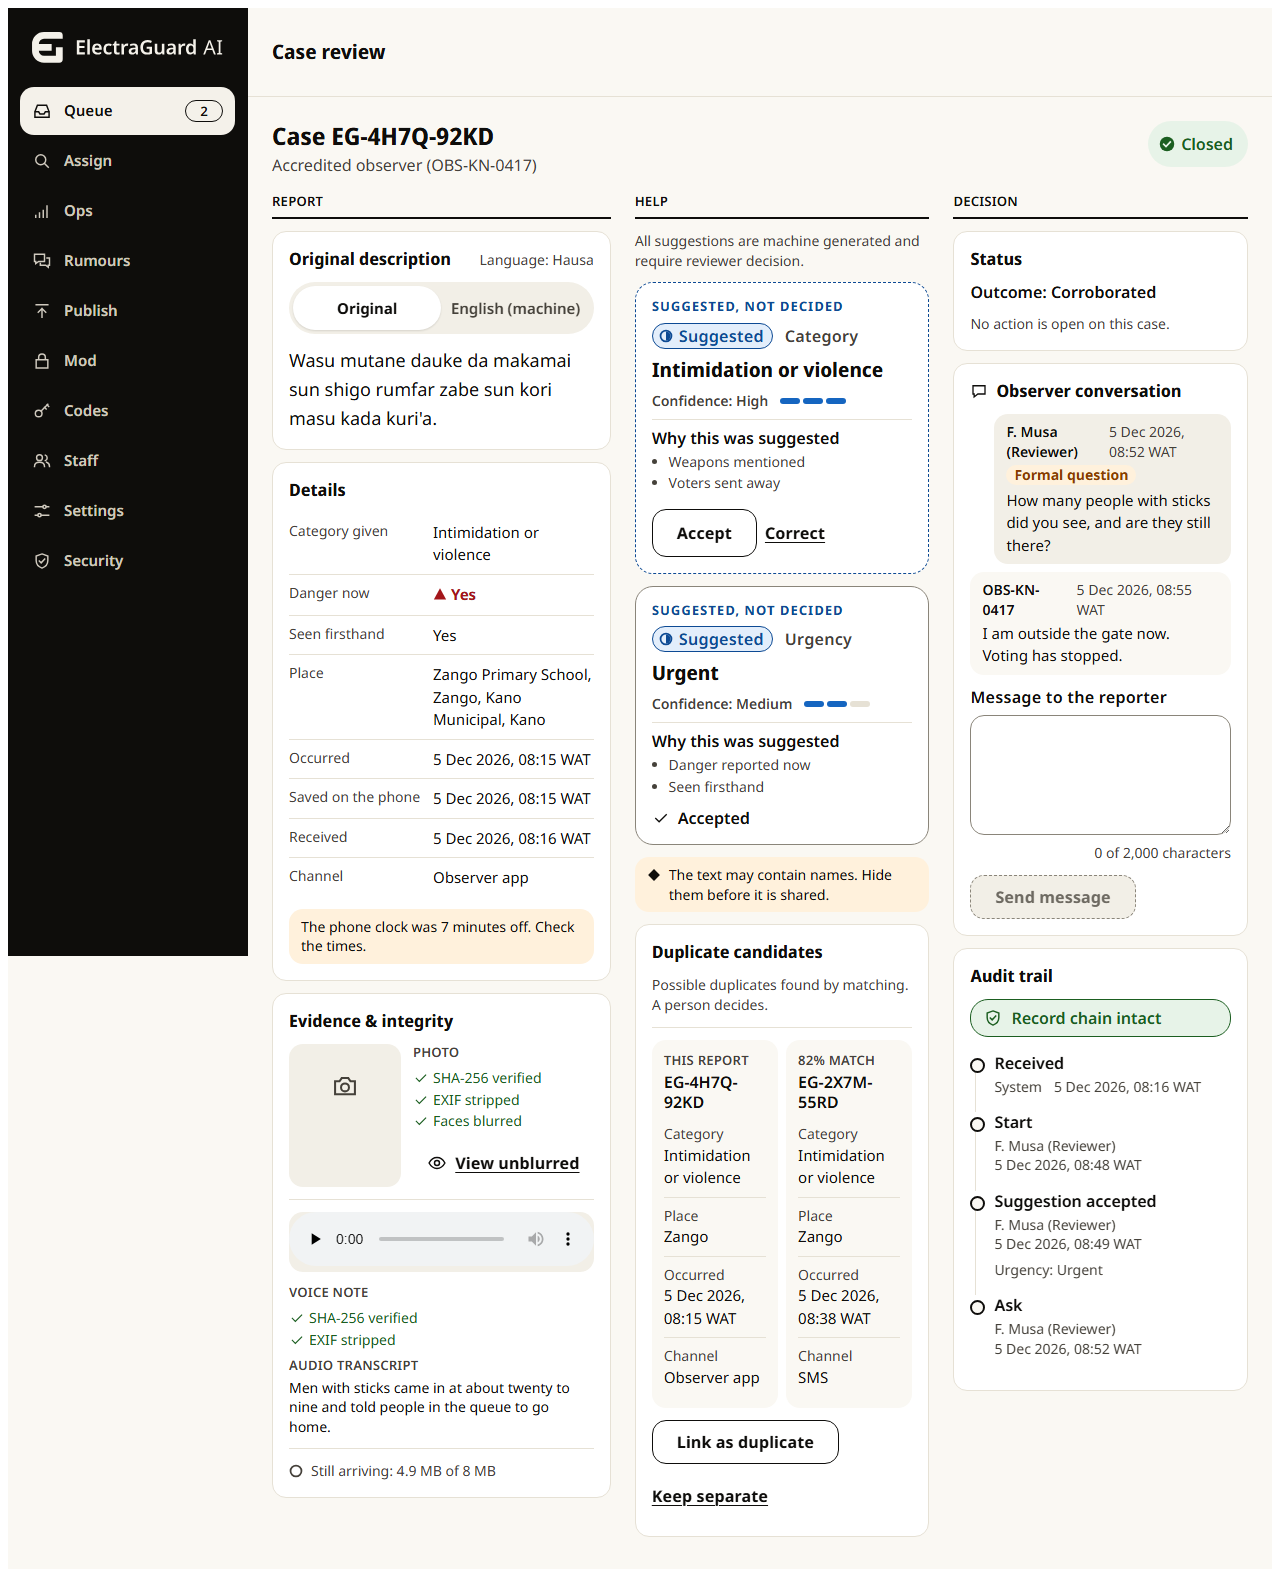 ElectraGuard AI
Queue
2
Assign
Ops
Rumours
Publish
Mod
Codes
Staff
Settings
Security
Case review
Case EG-4H7Q-92KD
Accredited observer (OBS-KN-0417)
Closed
REPORT
Original description
Language: Hausa
Original
English (machine)
Wasu mutane dauke da makamai
sun shigo rumfar zabe sun kori
masu kada kuri'a.
Details
Category given
Intimidation or
violence
Danger now
Yes
Seen firsthand
Yes
Place
Zango Primary School,
Zango, Kano
Municipal, Kano
Occurred
5 Dec 2026, 08:15 WAT
Saved on the phone
5 Dec 2026, 08:15 WAT
Received
5 Dec 2026, 08:16 WAT
Channel
Observer app
The phone clock was 7 minutes off. Check
the times.
Evidence & integrity
PHOTO
SHA-256 verified
EXIF stripped
Faces blurred
View unblurred
0:00
VOICE NOTE
SHA-256 verified
EXIF stripped
AUDIO TRANSCRIPT
Men with sticks came in at about twenty to
nine and told people in the queue to go
home.
Still arriving: 4.9 MB of 8 MB
HELP
All suggestions are machine generated and
require reviewer decision.
SUGGESTED, NOT DECIDED
Suggested
Category
Intimidation or violence
Confidence: High
Why this was suggested
Weapons mentioned
Voters sent away
Accept
Correct
SUGGESTED, NOT DECIDED
Suggested
Urgency
Urgent
Confidence: Medium
Why this was suggested
Danger reported now
Seen firsthand
Accepted
The text may contain names. Hide
them before it is shared.
Duplicate candidates
Possible duplicates found by matching.
A person decides.
THIS REPORT
EG-4H7Q-
92KD
Category
Intimidation
or violence
Place
Zango
Occurred
5 Dec 2026,
08:15 WAT
Channel
Observer app
82% MATCH
EG-2X7M-
55RD
Category
Intimidation
or violence
Place
Zango
Occurred
5 Dec 2026,
08:38 WAT
Channel
SMS
Link as duplicate
Keep separate
DECISION
Status
Outcome: Corroborated
No action is open on this case.
Observer conversation
F. Musa
(Reviewer)
5 Dec 2026,
08:52 WAT
Formal question
How many people with sticks
did you see, and are they still
there?
OBS-KN-
0417
5 Dec 2026, 08:55
WAT
I am outside the gate now.
Voting has stopped.
Message to the reporter
0 of 2,000 characters
Send message
Audit trail
Record chain intact
Received
System 5 Dec 2026, 08:16 WAT
Start
F. Musa (Reviewer)
5 Dec 2026, 08:48 WAT
Suggestion accepted
F. Musa (Reviewer)
5 Dec 2026, 08:49 WAT
Urgency: Urgent
Ask
F. Musa (Reviewer)
5 Dec 2026, 08:52 WAT